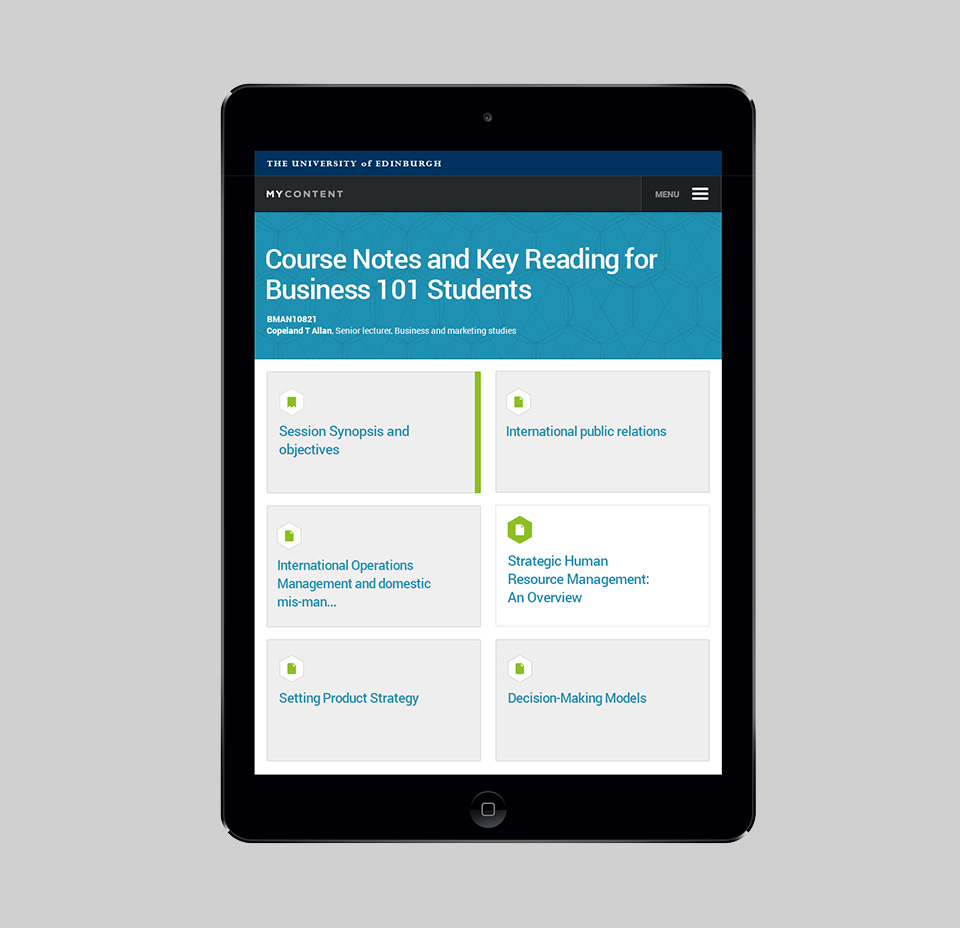 THE UNIVERSITY of EDINBURGH
MYCONTENT
MENU
Course Notes and Key Reading for
Business 101 Students
BMAN10821
Copeland T Allan, Senior lecturer, Business and marketing studies
Session Synopsis and
objectives
International public relations
International Operations
Management and domestic
mis-man...
Strategic Human
Resource Management:
An Overview
Setting Product Strategy
Decision-Making Models